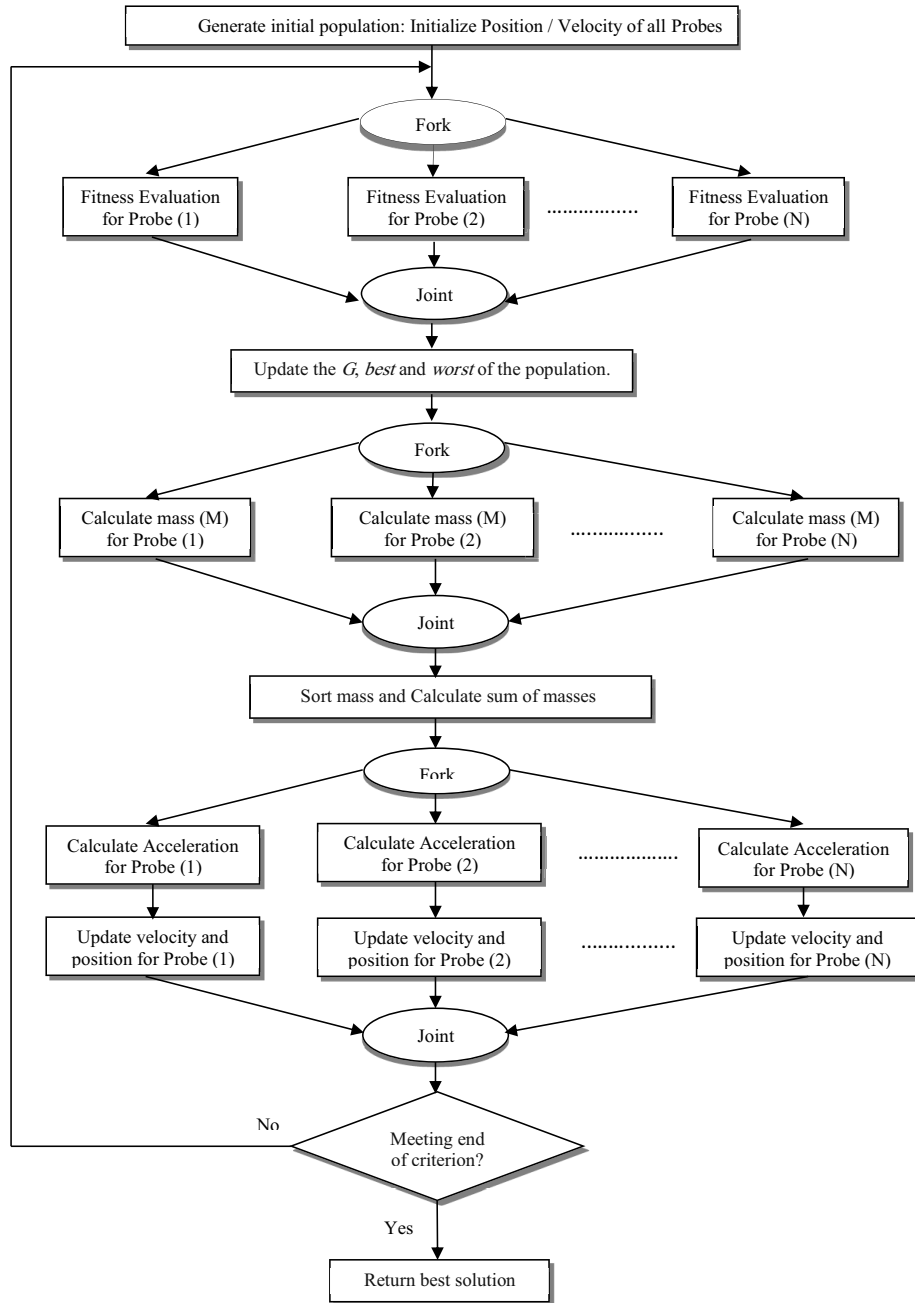 Generate initial population: Initialize Position / Velocity of all Probes
Fork
Fitness Evaluation
for Probe (1)
Fitness Evaluation
for Probe (2)
.................
Fitness Evaluation
for Probe (N)
Joint
Update the G, best and worst of the population.
Fork
Calculate mass (M)
for Probe (1)
Calculate mass (M)
for Probe (2)
.................
Calculate mass (M)
for Probe (N)
Joint
Sort mass and Calculate sum of masses
Fork
Calculate Acceleration
for Probe (1)
Calculate Acceleration
for Probe (2)
...................
Calculate Acceleration
for Probe (N)
Update velocity and
position for Probe (1)
Update velocity and
position for Probe (2)
.................
Update velocity and
position for Probe (N)
Joint
No
Meeting end
of criterion?
Yes
Return best solution